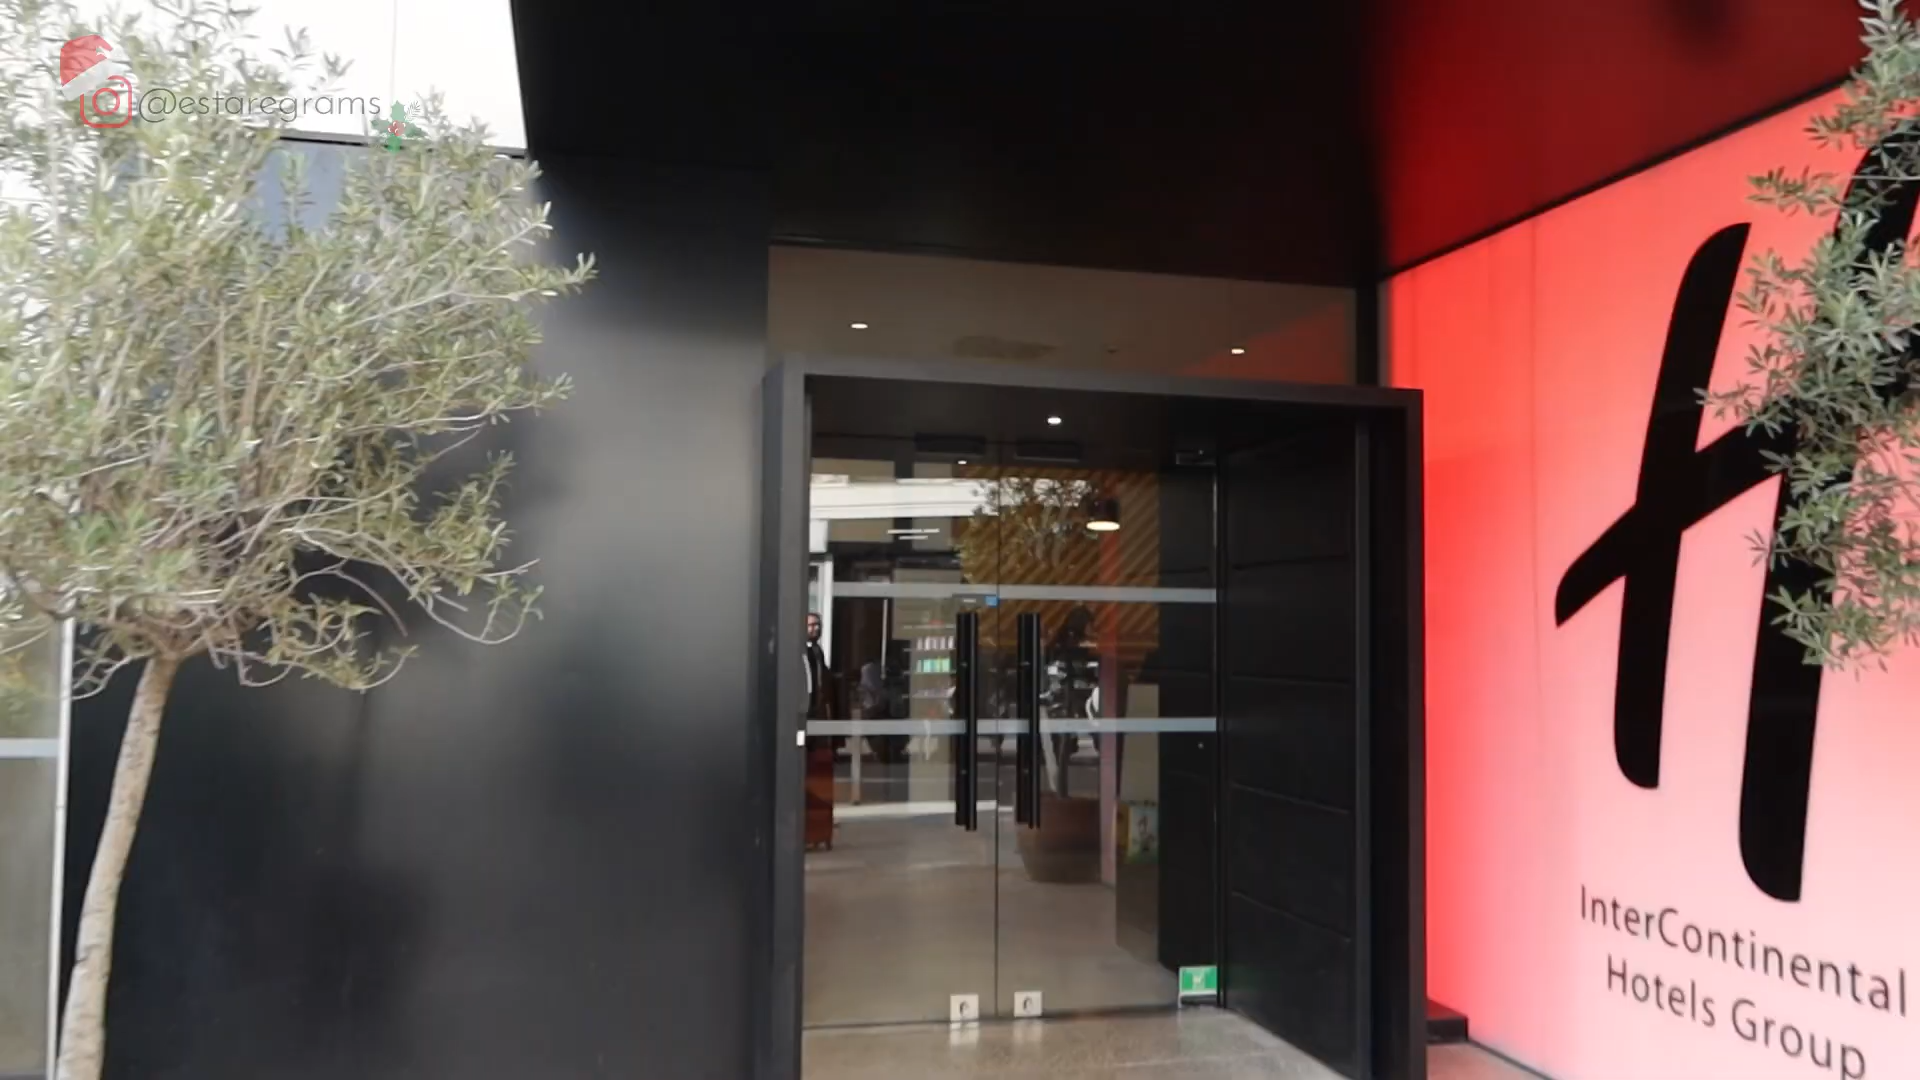 @estaregrams
H
InterContinental
Hotels Group